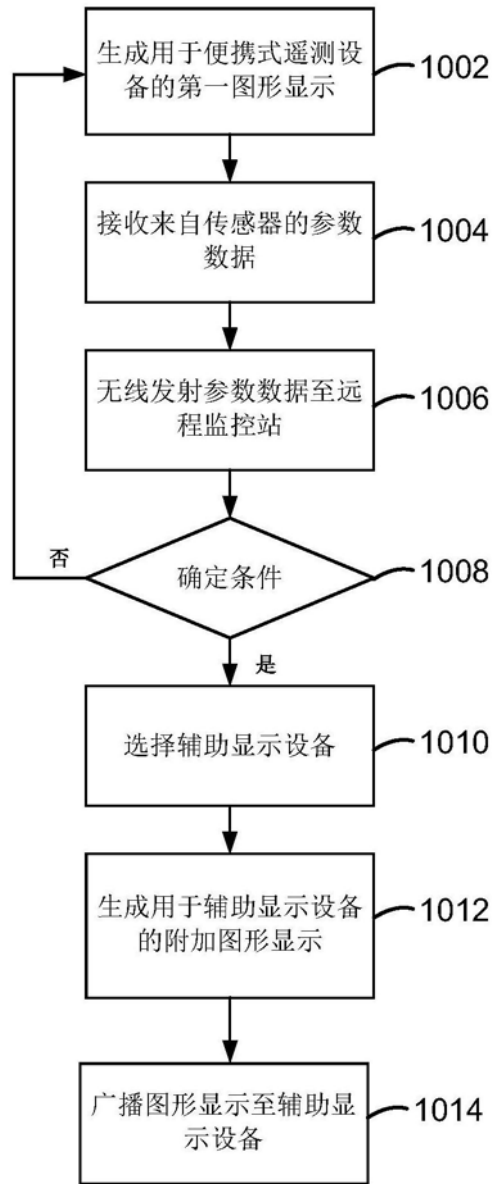 生成用于便携式遥测设
备的第一图形显示
1002
接收来自传感器的参数
数据
1004
无线发射参数数据至远
程监控站
1006
否
确定条件
1008
是
选择辅助显示设备
1010
生成用于辅助显示设备
的附加图形显示
1012
广播图形显示至辅助显
示设备
1014